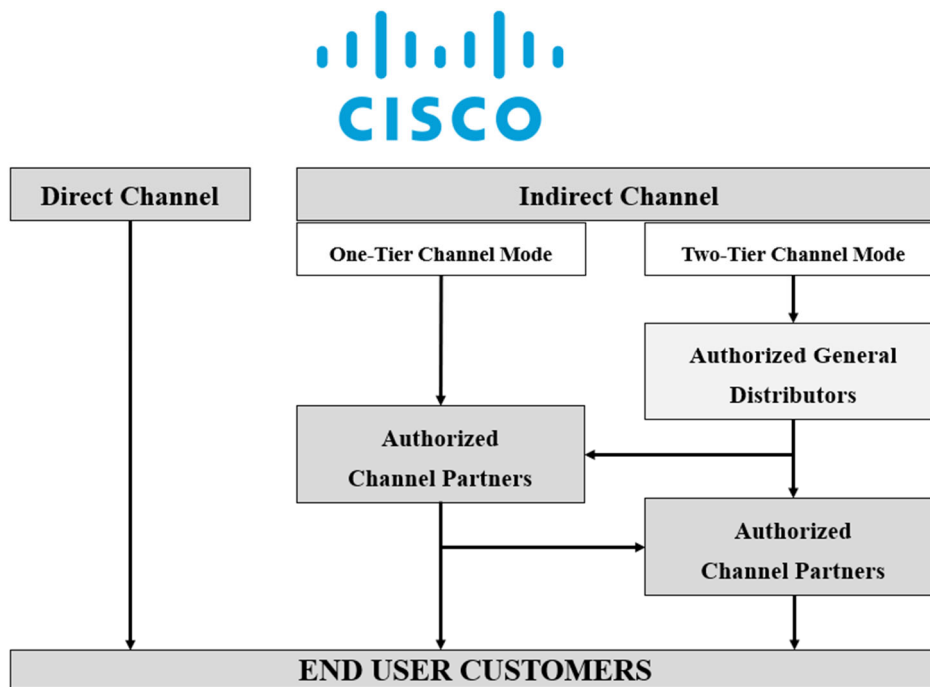 CISCO
Direct Channel
Indirect Channel
One-Tier Channel Mode
Two-Tier Channel Mode
Authorized General
Distributors
Authorized
Channel Partners
Authorized
Channel Partners
END USER CUSTOMERS